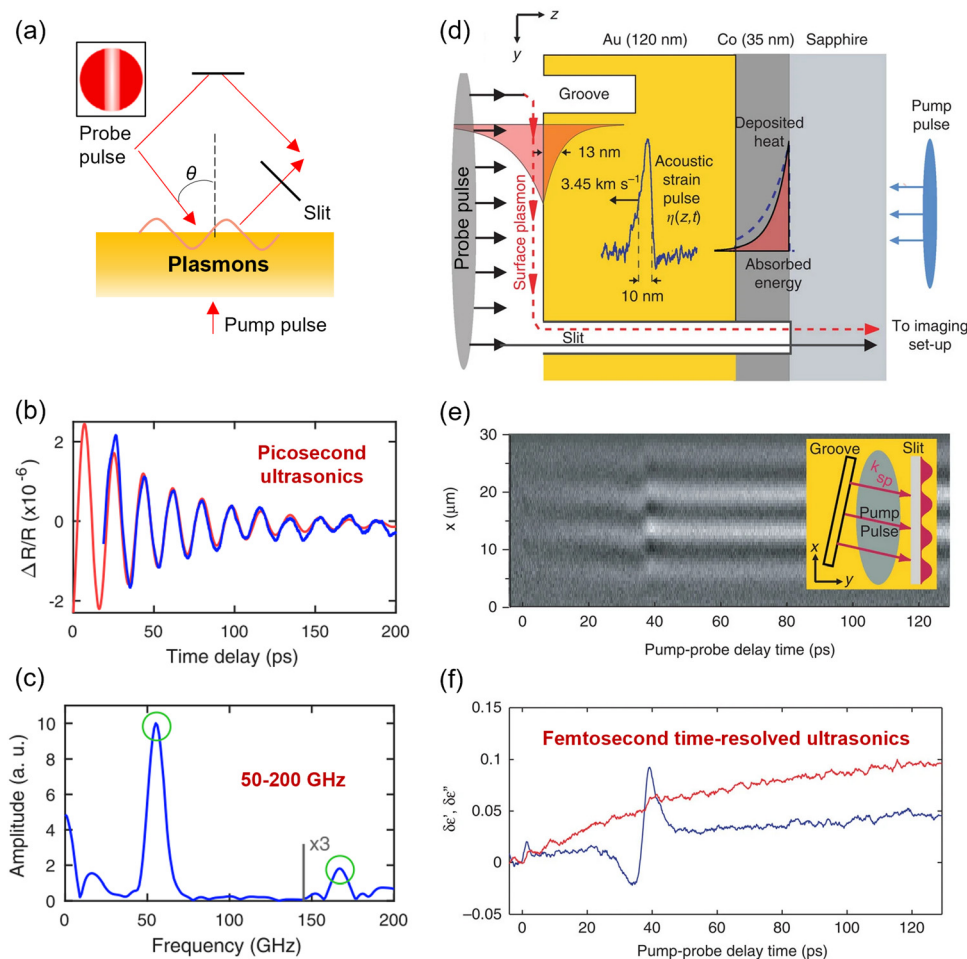 (a)
Probe
pulse
θ
Slit
Plasmons
Pump pulse
(b)
ΔR/R (x10⁻⁶)
2
0
-2
Picosecond
ultrasonics
0 50 100 150 200
Time delay (ps)
(c)
Amplitude (a. u.)
10
8
6
4
2
0
50-200 GHz
x3
0 50 100 150 200
Frequency (GHz)
(d)
z
y
Au (120 nm) Co (35 nm) Sapphire
Groove
Probe pulse
Surface plasmon
13 nm
3.45 km s⁻¹
Acoustic
strain
pulse
η(z,t)
10 nm
Deposited
heat
Absorbed
energy
Pump
pulse
Slit
To imaging
set-up
(e)
x (μm)
30
20
10
0
Groove
Slit
k sp
Pump
Pulse
x
y
0 20 40 60 80 100 120
Pump-probe delay time (ps)
(f)
δε', δε"
0.15
0.1
0.05
0
−0.05
Femtosecond time-resolved ultrasonics
0 20 40 60 80 100 120
Pump-probe delay time (ps)